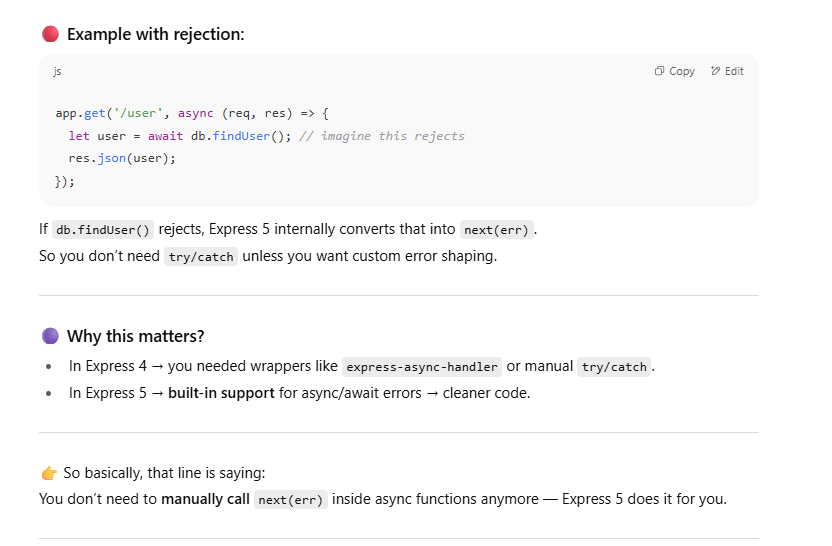 🔴 Example with rejection:
js
Copy
Edit
app.get('/user', async (req, res) => {
  let user = await db.findUser(); // imagine this rejects
  res.json(user);
});
If db.findUser() rejects, Express 5 internally converts that into next(err).
So you don’t need try/catch unless you want custom error shaping.
🟣 Why this matters?
• In Express 4 → you needed wrappers like express-async-handler or manual try/catch.
• In Express 5 → built-in support for async/await errors → cleaner code.
👉 So basically, that line is saying:
You don’t need to manually call next(err) inside async functions anymore — Express 5 does it for you.